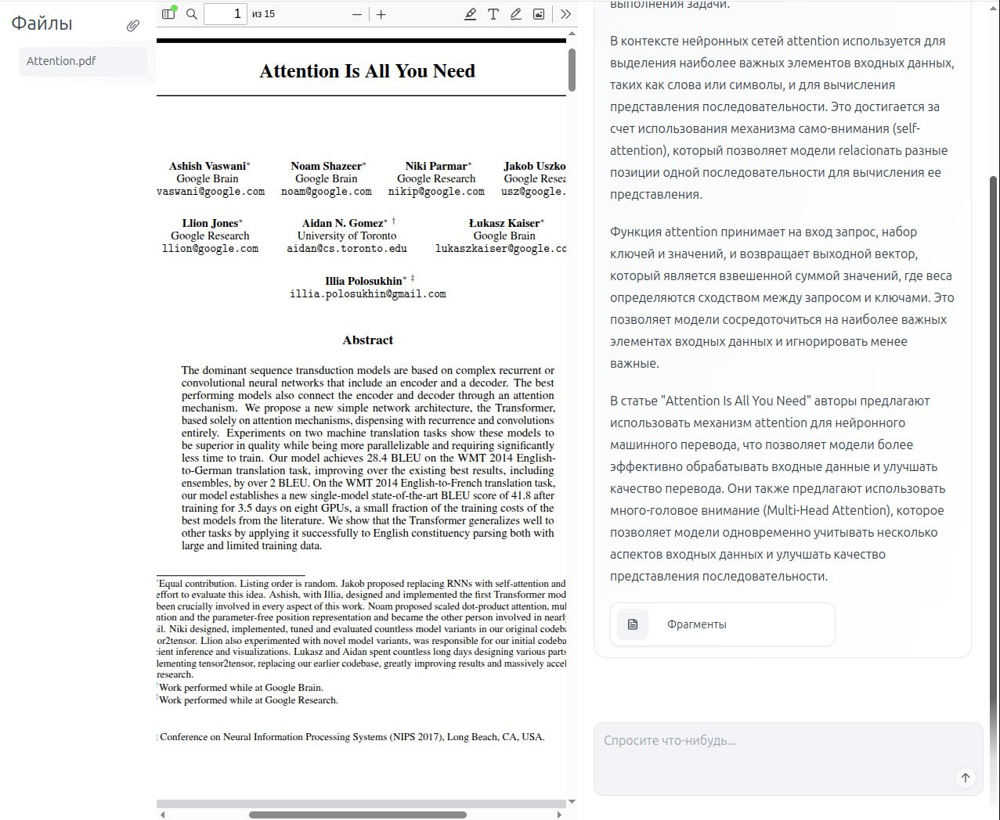 Файлы
Attention.pdf
1 из 15
Attention Is All You Need
Ashish Vaswani* Noam Shazeer* Niki Parmar* Jakob Uszko
Google Brain Google Brain Google Research Google Resea
vaswani@google.com noam@google.com nikip@google.com usz@google.
Llion Jones* Aidan N. Gomez* † Łukasz Kaiser*
Google Research University of Toronto Google Brain
llion@google.com aidan@cs.toronto.edu lukaszkaiser@google.co
Illia Polosukhin* ‡
illia.polosukhin@gmail.com
Abstract
The dominant sequence transduction models are based on complex recurrent or
convolutional neural networks that include an encoder and a decoder. The best
performing models also connect the encoder and decoder through an attention
mechanism. We propose a new simple network architecture, the Transformer,
based solely on attention mechanisms, dispensing with recurrence and convolutions
entirely. Experiments on two machine translation tasks show these models to
be superior in quality while being more parallelizable and requiring significantly
less time to train. Our model achieves 28.4 BLEU on the WMT 2014 English-
to-German translation task, improving over the existing best results, including
ensembles, by over 2 BLEU. On the WMT 2014 English-to-French translation task,
our model establishes a new single-model state-of-the-art BLEU score of 41.8 after
training for 3.5 days on eight GPUs, a small fraction of the training costs of the
best models from the literature. We show that the Transformer generalizes well to
other tasks by applying it successfully to English constituency parsing both with
large and limited training data.
*Equal contribution. Listing order is random. Jakob proposed replacing RNNs with self-attention and
effort to evaluate this idea. Ashish, with Illia, designed and implemented the first Transformer mod
been crucially involved in every aspect of this work. Noam proposed scaled dot-product attention, mul
ntion and the parameter-free position representation and became the other person involved in nearly
il. Niki designed, implemented, tuned and evaluated countless model variants in our original codeba
or2tensor. Llion also experimented with novel model variants, was responsible for our initial codeba
cient inference and visualizations. Lukasz and Aidan spent countless long days designing various parts
lementing tensor2tensor, replacing our earlier codebase, greatly improving results and massively accel
research.
†Work performed while at Google Brain.
‡Work performed while at Google Research.
t Conference on Neural Information Processing Systems (NIPS 2017), Long Beach, CA, USA.
выполнения задачи.
В контексте нейронных сетей attention используется для
выделения наиболее важных элементов входных данных,
таких как слова или символы, и для вычисления
представления последовательности. Это достигается за
счет использования механизма само-внимания (self-
attention), который позволяет модели relacionать разные
позиции одной последовательности для вычисления ее
представления.
Функция attention принимает на вход запрос, набор
ключей и значений, и возвращает выходной вектор,
который является взвешенной суммой значений, где веса
определяются сходством между запросом и ключами. Это
позволяет модели сосредоточиться на наиболее важных
элементах входных данных и игнорировать менее
важные.
В статье "Attention Is All You Need" авторы предлагают
использовать механизм attention для нейронного
машинного перевода, что позволяет модели более
эффективно обрабатывать входные данные и улучшать
качество перевода. Они также предлагают использовать
много-головое внимание (Multi-Head Attention), которое
позволяет модели одновременно учитывать несколько
аспектов входных данных и улучшать качество
представления последовательности.
Фрагменты
Спросите что-нибудь...